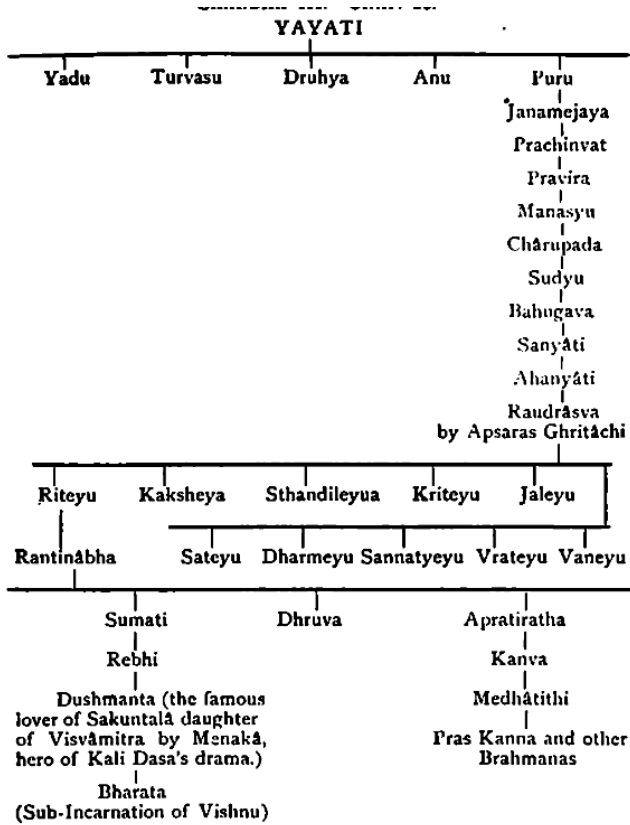 YAYATI
Yadu Turvasu Druhya Anu Puru
Janamejaya
Prachinvat
Pravira
Manasyu
Chârupada
Sudyu
Bahugava
Sanyâti
Ahanyâti
Raudrâsva
by Apsaras Ghritâchi
Riteyu Kaksheya Sthandileyua Kriteyu Jaleyu
Rantinâbha Sateyu Dharmeyu Sannatyeyu Vrateyu Vaneyu
Sumati Dhruva Apratiratha
Rebhi Kanva
Dushmanta (the famous Medhâtithi
lover of Sakuntalâ daughter
of Visvâmitra by Menakâ, Pras Kanna and other
hero of Kali Dasa's drama.) Brahmanas
Bharata
(Sub-Incarnation of Vishnu)